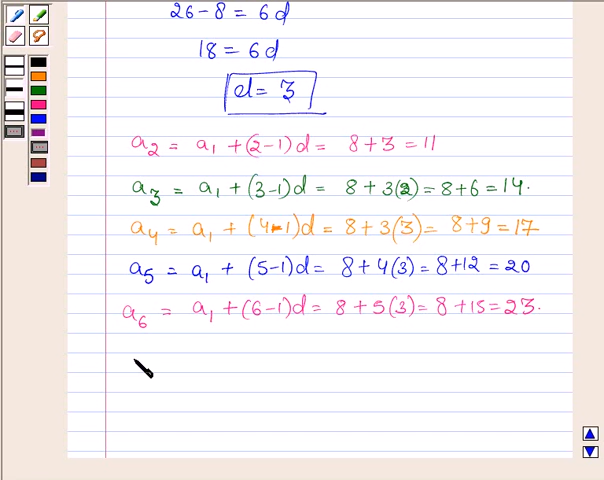 26 - 8 = 6d
18 = 6d
d = 3
a₂ = a₁ + (2-1)d = 8+3 = 11
a₃ = a₁ + (3-1)d = 8 + 3(2) = 8+6 = 14.
a₄ = a₁ + (4-1)d = 8 + 3(3) = 8+9 = 17
a₅ = a₁ + (5-1)d = 8 + 4(3) = 8+12 = 20
a₆ = a₁ + (6-1)d = 8 + 5(3) = 8 + 15 = 23.